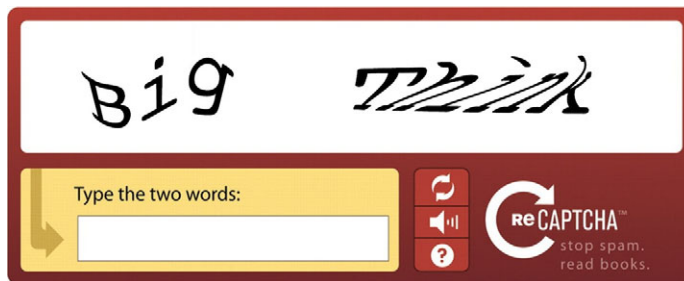 Big Think
Type the two words:
ReCAPTCHA™
stop spam.
read books.